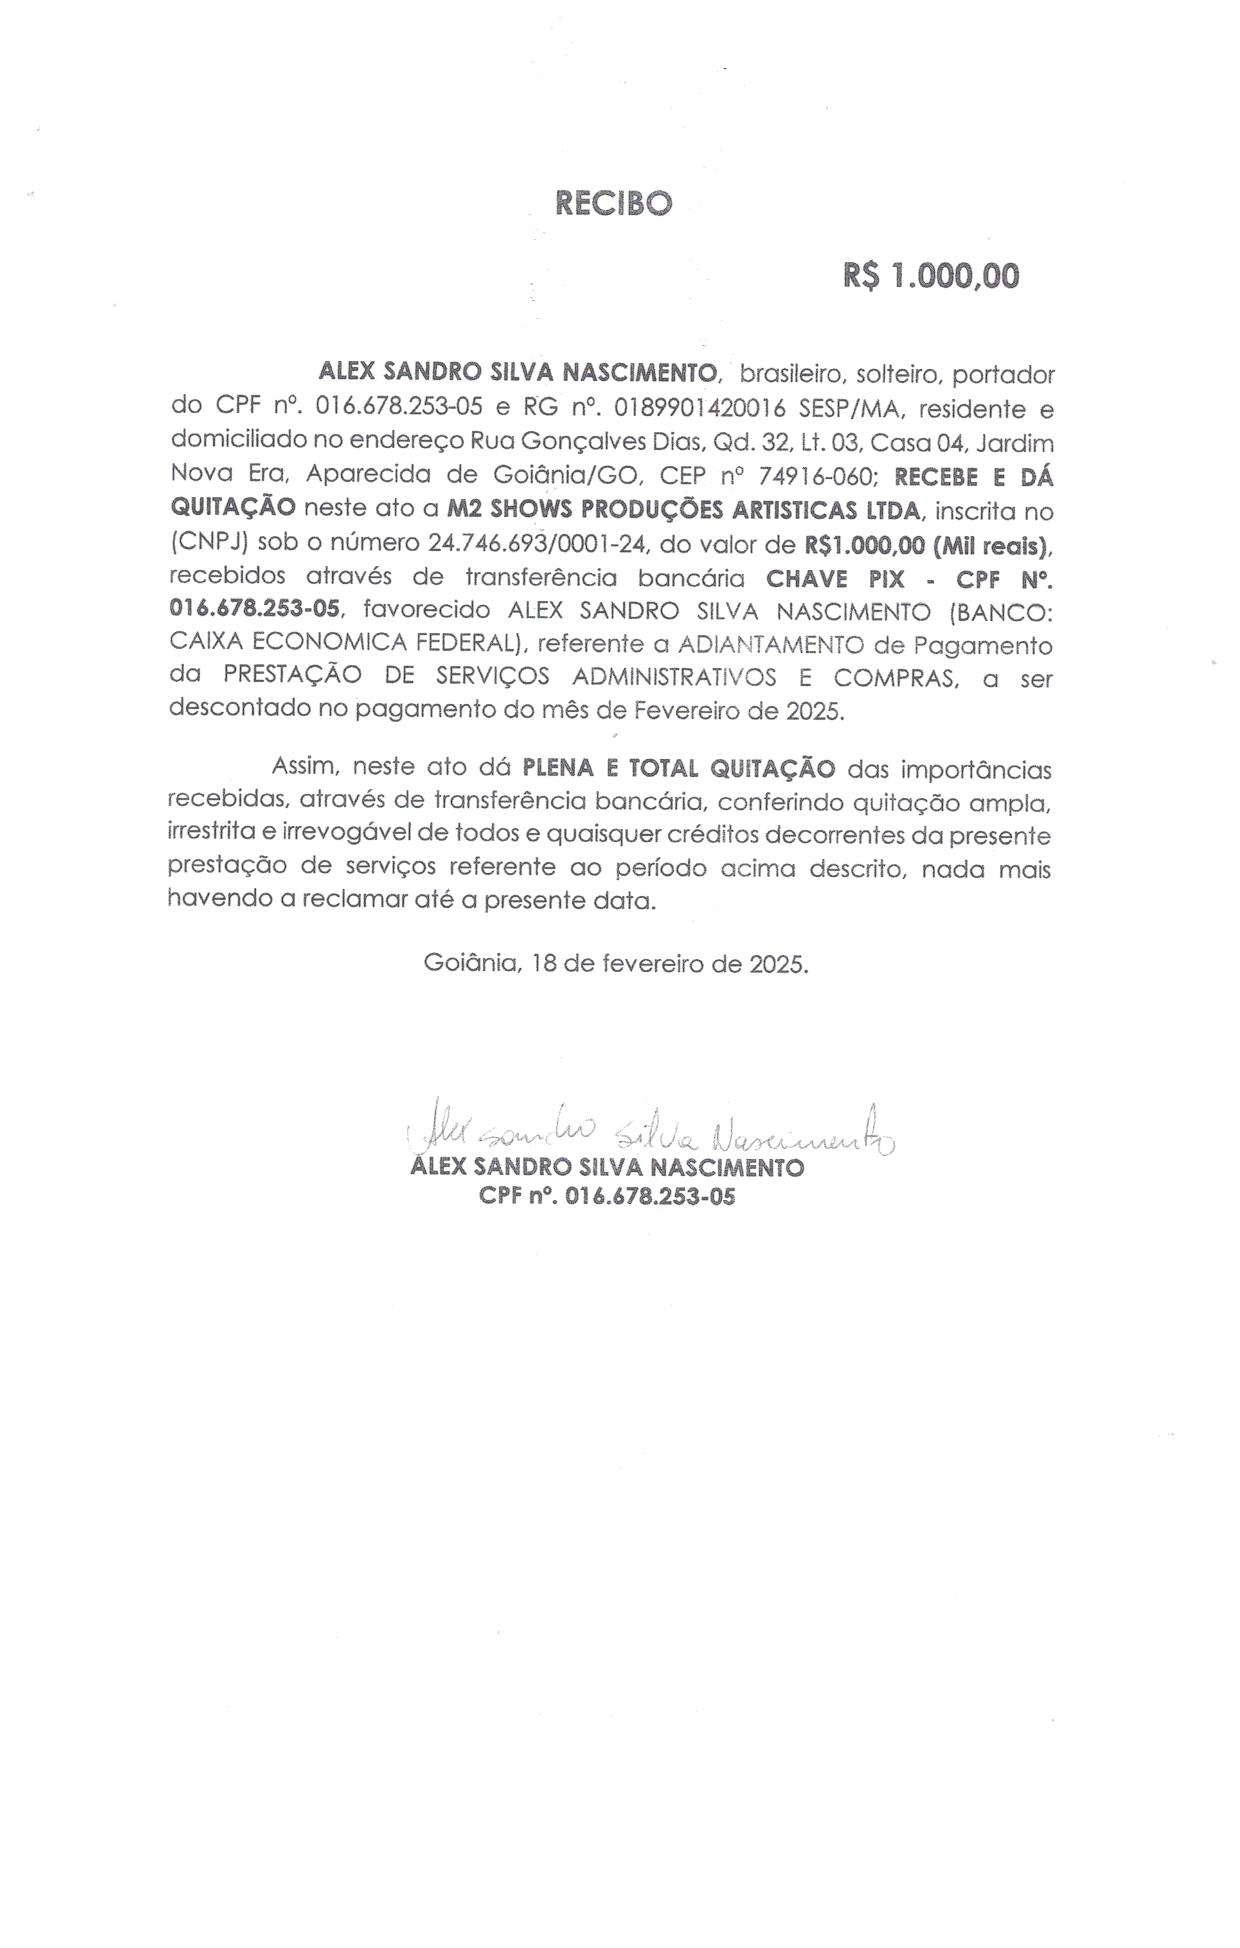 RECIBO
R$ 1.000,00
ALEX SANDRO SILVA NASCIMENTO, brasileiro, solteiro, portador
do CPF nº. 016.678.253-05 e RG nº. 0189901420016 SESP/MA, residente e
domiciliado no endereço Rua Gonçalves Dias, Qd. 32, Lt. 03, Casa 04, Jardim
Nova Era, Aparecida de Goiânia/GO, CEP nº 74916-060; RECEBE E DÁ
QUITAÇÃO neste ato a M2 SHOWS PRODUÇÕES ARTISTICAS LTDA, inscrita no
(CNPJ) sob o número 24.746.693/0001-24, do valor de R$1.000,00 (Mil reais),
recebidos através de transferência bancária CHAVE PIX - CPF Nº.
016.678.253-05, favorecido ALEX SANDRO SILVA NASCIMENTO (BANCO:
CAIXA ECONOMICA FEDERAL), referente a ADIANTAMENTO de Pagamento
da PRESTAÇÃO DE SERVIÇOS ADMINISTRATIVOS E COMPRAS, a ser
descontado no pagamento do mês de Fevereiro de 2025.
Assim, neste ato dá PLENA E TOTAL QUITAÇÃO das importâncias
recebidas, através de transferência bancária, conferindo quitação ampla,
irrestrita e irrevogável de todos e quaisquer créditos decorrentes da presente
prestação de serviços referente ao período acima descrito, nada mais
havendo a reclamar até a presente data.
Goiânia, 18 de fevereiro de 2025.
Alex sandro silva Nascimento
ALEX SANDRO SILVA NASCIMENTO
CPF nº. 016.678.253-05